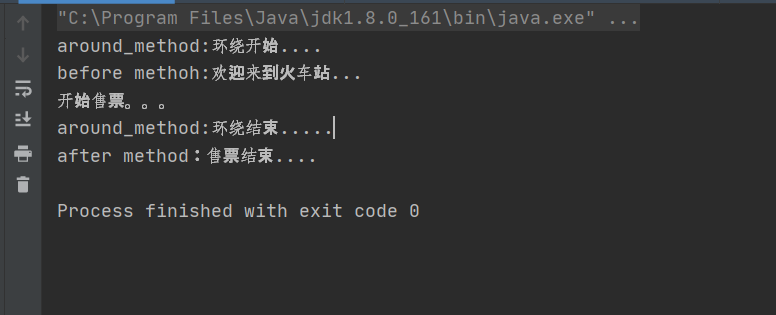 "C:\Program Files\Java\jdk1.8.0_161\bin\java.exe" ...
around_method:环绕开始....
before methoh:欢迎来到火车站...
开始售票。。。
around_method:环绕结束.....
after method：售票结束....
Process finished with exit code 0